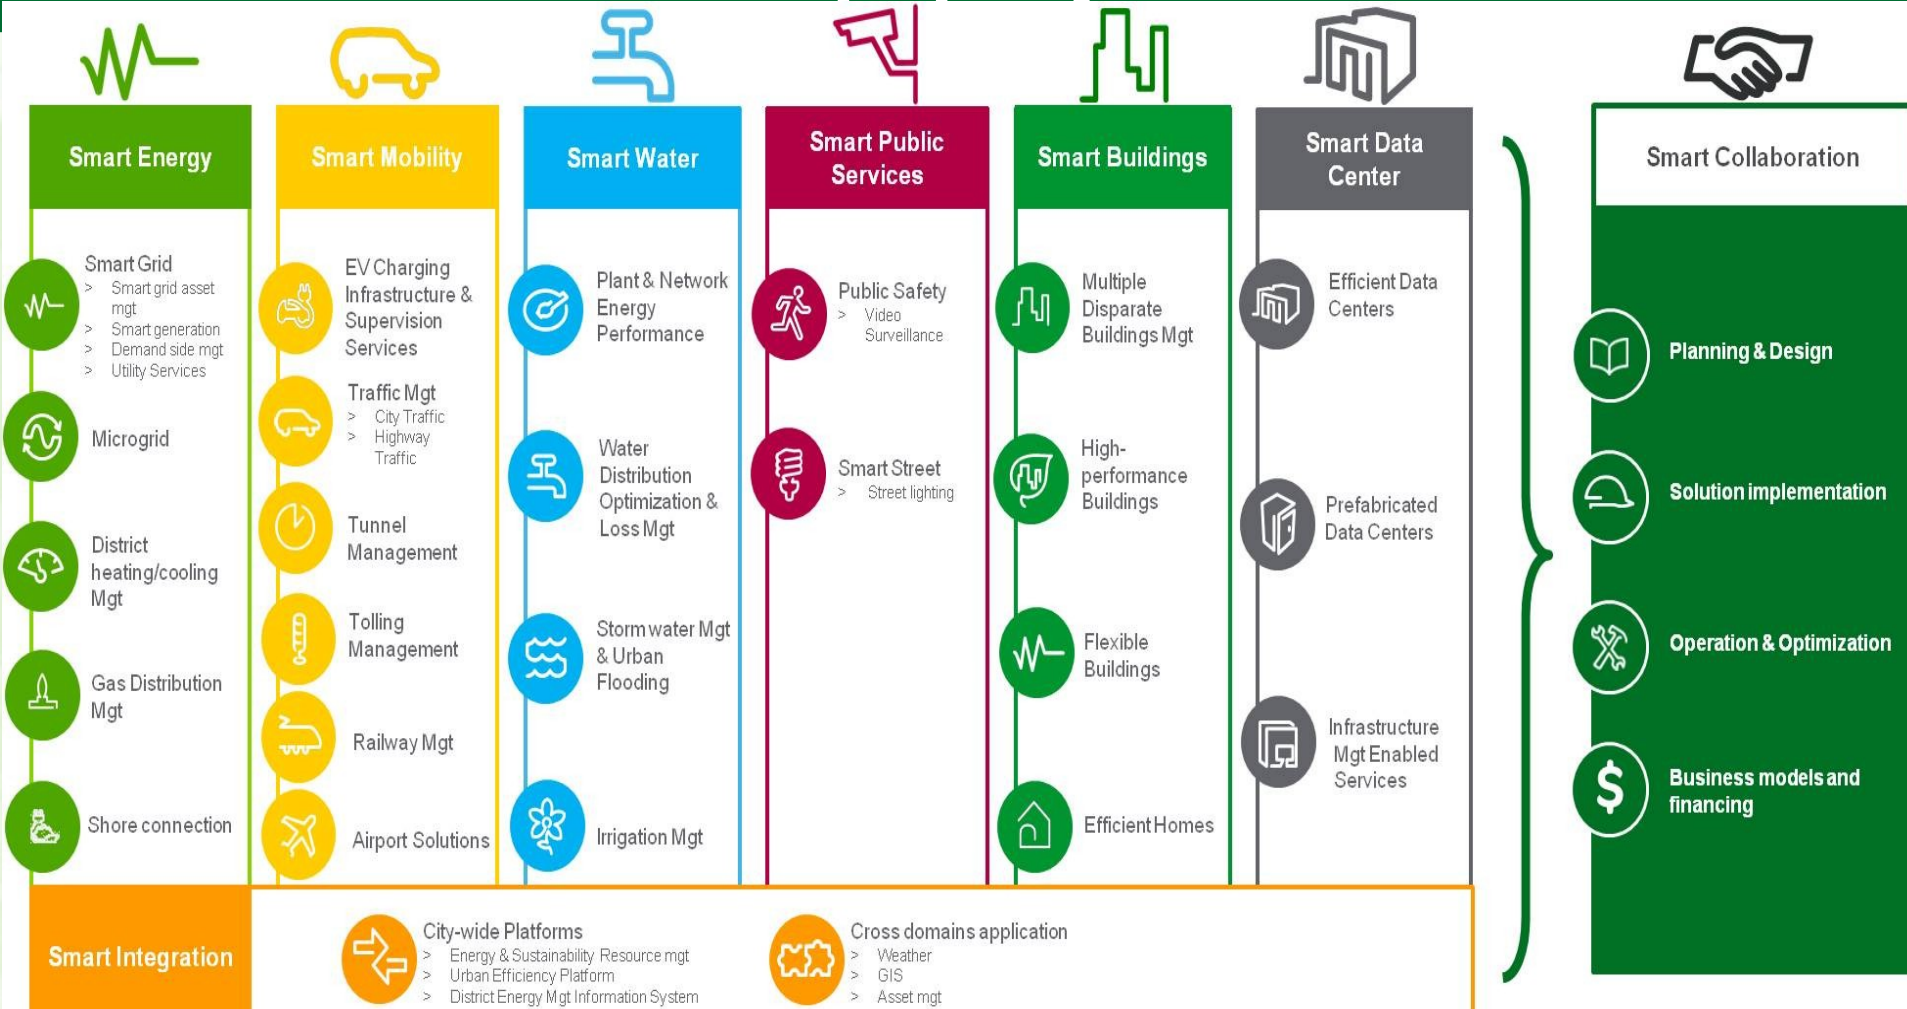 Smart Energy
Smart Grid
> Smart grid asset
mgt
> Smart generation
> Demand side mgt
> Utility Services
Microgrid
District
heating/cooling
Mgt
Gas Distribution
Mgt
Shore connection
Smart Mobility
EV Charging
Infrastructure &
Supervision
Services
Traffic Mgt
> City Traffic
> Highway
Traffic
Tunnel
Management
Tolling
Management
Railway Mgt
Airport Solutions
Smart Water
Plant & Network
Energy
Performance
Water
Distribution
Optimization &
Loss Mgt
Storm water Mgt
& Urban
Flooding
Irrigation Mgt
Smart Public
Services
Public Safety
> Video
Surveillance
Smart Street
> Street lighting
Smart Buildings
Multiple
Disparate
Buildings Mgt
High-
performance
Buildings
Flexible
Buildings
Efficient Homes
Smart Data
Center
Efficient Data
Centers
Prefabricated
Data Centers
Infrastructure
Mgt Enabled
Services
Smart Integration
City-wide Platforms
> Energy & Sustainability Resource mgt
> Urban Efficiency Platform
> District Energy Mgt Information System
Cross domains application
> Weather
> GIS
> Asset mgt
Smart Collaboration
Planning & Design
Solution implementation
Operation & Optimization
$
Business models and
financing